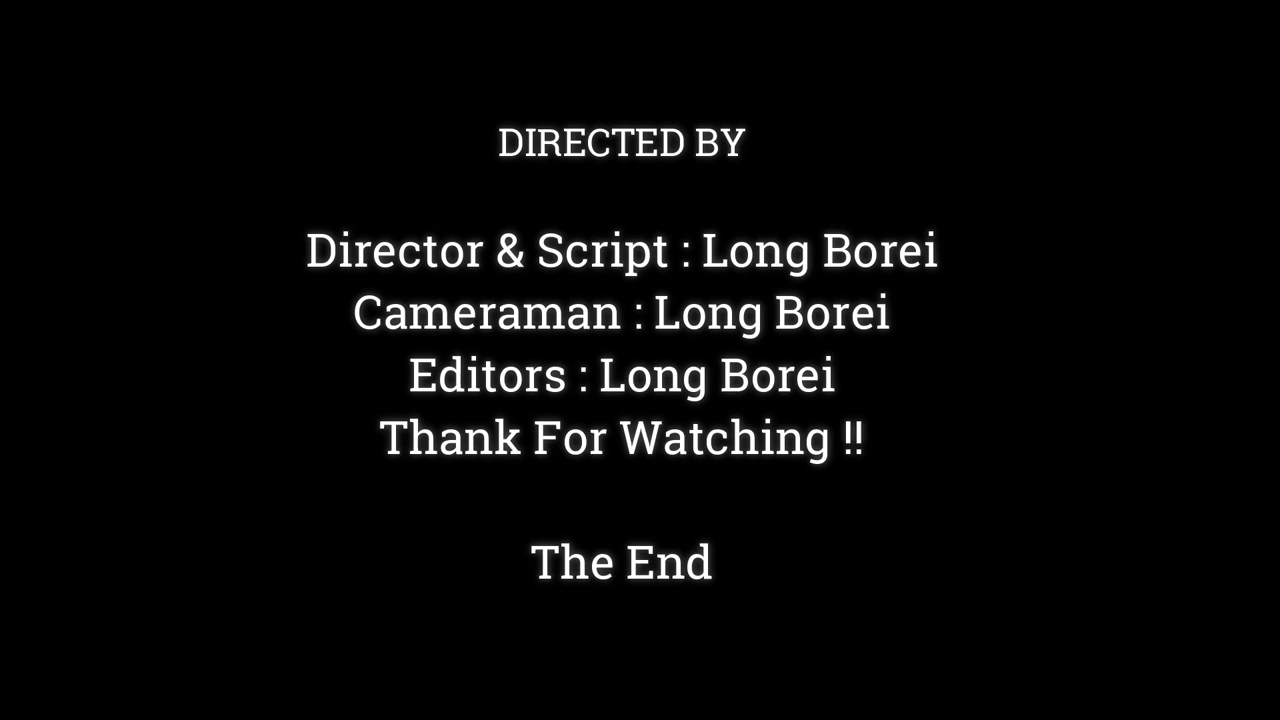 DIRECTED BY
Director & Script : Long Borei
Cameraman : Long Borei
Editors : Long Borei
Thank For Watching !!
The End